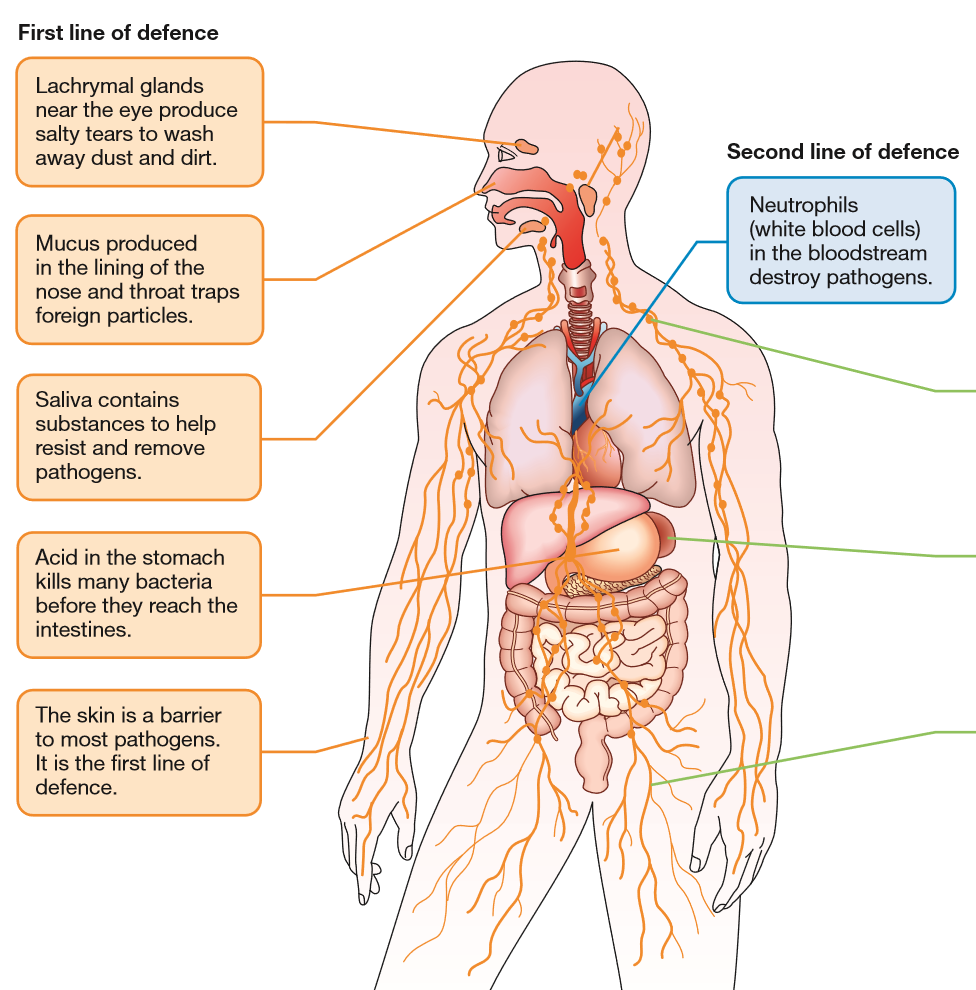 First line of defence
Lachrymal glands
near the eye produce
salty tears to wash
away dust and dirt.
Mucus produced
in the lining of the
nose and throat traps
foreign particles.
Saliva contains
substances to help
resist and remove
pathogens.
Acid in the stomach
kills many bacteria
before they reach the
intestines.
The skin is a barrier
to most pathogens.
It is the first line of
defence.
Second line of defence
Neutrophils
(white blood cells)
in the bloodstream
destroy pathogens.